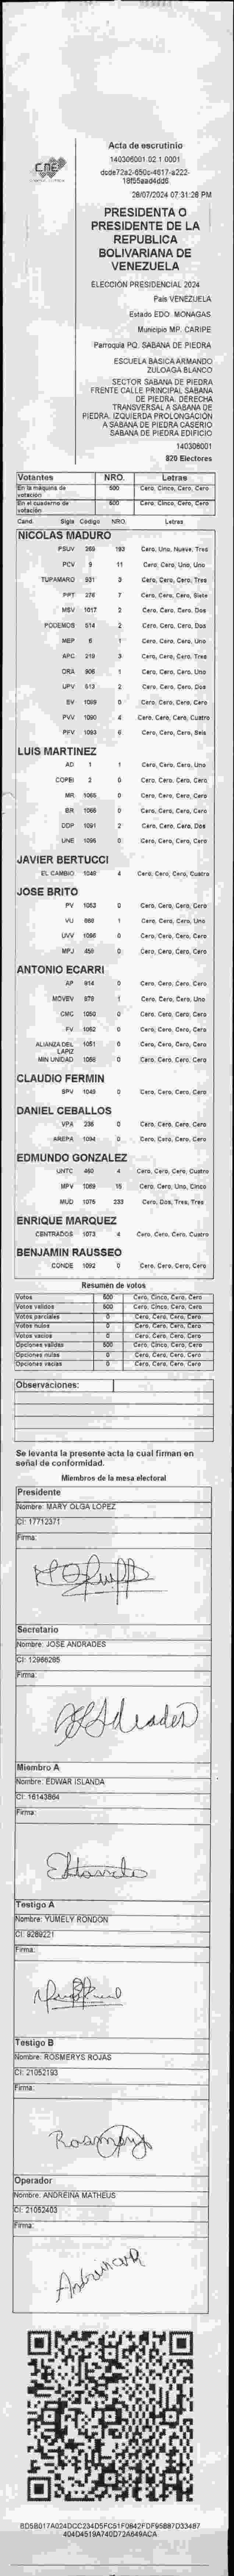 CNE
Acta de escrutinio
140306001.02.1.0001
28/07/2024 07:31:26 PM
PRESIDENTA O
PRESIDENTE DE LA
REPUBLICA
BOLIVARIANA DE
VENEZUELA
ELECCIÓN PRESIDENCIAL 2024
País VENEZUELA
Estado EDO. MONAGAS
Municipio MP. CARIPE
Parroquia PQ. SABANA DE PIEDRA
ESCUELA BÁSICA ARMANDO
ZULOAGA BLANCO
SECTOR SABANA DE PIEDRA
FRENTE CALLE PRINCIPAL SABANA
DE PIEDRA. DERECHA
TRANSVERSAL A SABANA DE
PIEDRA. IZQUIERDA PROLONGACIÓN
A SABANA DE PIEDRA CASERIO
SABANA DE PIEDRA EDIFICIO
140306001
820 Electores
Votantes NRO. Letras
En la máquina de votación 500 Cero, Cinco, Cero, Cero
En el cuaderno de votación 500 Cero, Cinco, Cero, Cero
Cand. Sigla Código NRO. Letras
NICOLAS MADURO
PSUV 269 193 Cero, Uno, Nueve, Tres
PCV 9 11 Cero, Cero, Uno, Uno
TUPAMARO 931 3 Cero, Cero, Cero, Tres
PPT 276 7 Cero, Cero, Cero, Siete
MSV 1017 2 Cero, Cero, Cero, Dos
PODEMOS 514 2 Cero, Cero, Cero, Dos
MEP 6 1 Cero, Cero, Cero, Uno
APC 219 3 Cero, Cero, Cero, Tres
ORA 906 1 Cero, Cero, Cero, Uno
UPV 613 2 Cero, Cero, Cero, Dos
EV 1099 0 Cero, Cero, Cero, Cero
PVV 1090 4 Cero, Cero, Cero, Cuatro
PFV 1093 6 Cero, Cero, Cero, Seis
LUIS MARTINEZ
AD 1 1 Cero, Cero, Cero, Uno
COPEI 2 0 Cero, Cero, Cero, Cero
MR 1065 0 Cero, Cero, Cero, Cero
BR 1066 0 Cero, Cero, Cero, Cero
DDP 1091 2 Cero, Cero, Cero, Dos
UNE 1095 0 Cero, Cero, Cero, Cero
JAVIER BERTUCCI
EL CAMBIO 1048 4 Cero, Cero, Cero, Cuatro
JOSE BRITO
PV 1053 0 Cero, Cero, Cero, Cero
VU 868 1 Cero, Cero, Cero, Uno
UVV 1096 0 Cero, Cero, Cero, Cero
MPJ 450 0 Cero, Cero, Cero, Cero
ANTONIO ECARRI
AP 914 0 Cero, Cero, Cero, Cero
MOVEV 978 1 Cero, Cero, Cero, Uno
CMC 1050 0 Cero, Cero, Cero, Cero
FV 1062 0 Cero, Cero, Cero, Cero
ALIANZA DEL LAPIZ 1051 0 Cero, Cero, Cero, Cero
MIN UNIDAD 1056 0 Cero, Cero, Cero, Cero
CLAUDIO FERMIN
SPV 1049 0 Cero, Cero, Cero, Cero
DANIEL CEBALLOS
VPA 236 0 Cero, Cero, Cero, Cero
AREPA 1094 0 Cero, Cero, Cero, Cero
EDMUNDO GONZALEZ
UNTC 460 4 Cero, Cero, Cero, Cuatro
MPV 1089 15 Cero, Cero, Uno, Cinco
MUD 1076 233 Cero, Dos, Tres, Tres
ENRIQUE MARQUEZ
CENTRADOS 1073 4 Cero, Cero, Cero, Cuatro
BENJAMIN RAUSSEO
CONDE 1092 0 Cero, Cero, Cero, Cero
Resumen de votos
Votos 500 Cero, Cinco, Cero, Cero
Votos validos 500 Cero, Cinco, Cero, Cero
Votos parciales 0 Cero, Cero, Cero, Cero
Votos nulos 0 Cero, Cero, Cero, Cero
Votos vacios 0 Cero, Cero, Cero, Cero
Opciones validas 500 Cero, Cinco, Cero, Cero
Opciones nulas 0 Cero, Cero, Cero, Cero
Opciones vacias 0 Cero, Cero, Cero, Cero
Observaciones:
Se levanta la presente acta la cual firman en
señal de conformidad.
Miembros de la mesa electoral
Presidente
Nombre: MARY OLGA LOPEZ
CI: 17712371
Firma:
Secretario
Nombre: JOSE ANDRADES
CI: 12966285
Firma:
Miembro A
Nombre: EDWAR ISLANDA
CI: 16143864
Firma:
Testigo A
Nombre: YUMELY RONDON
CI: 9289221
Firma:
Testigo B
Nombre: ROSMERYS ROJAS
CI: 21052193
Firma:
Operador
Nombre: ANDREINA MATHEUS
CI: 21052403
Firma: